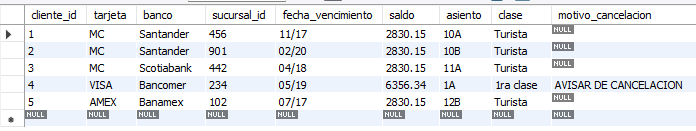 cliente_id tarjeta banco sucursal_id fecha_vencimiento saldo asiento clase motivo_cancelacion
1 MC Santander 456 11/17 2830.15 10A Turista NULL
2 MC Santander 901 02/20 2830.15 10B Turista NULL
3 MC Scotiabank 442 04/18 2830.15 11A Turista NULL
4 VISA Bancomer 234 05/19 6356.34 1A 1ra clase AVISAR DE CANCELACION
5 AMEX Banamex 102 07/17 2830.15 12B Turista NULL
NULL NULL NULL NULL NULL NULL NULL NULL NULL